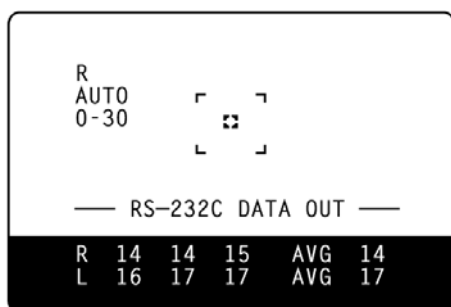 R
AUTO
0-30
RS-232C DATA OUT
R 14 14 15 AVG 14
L 16 17 17 AVG 17